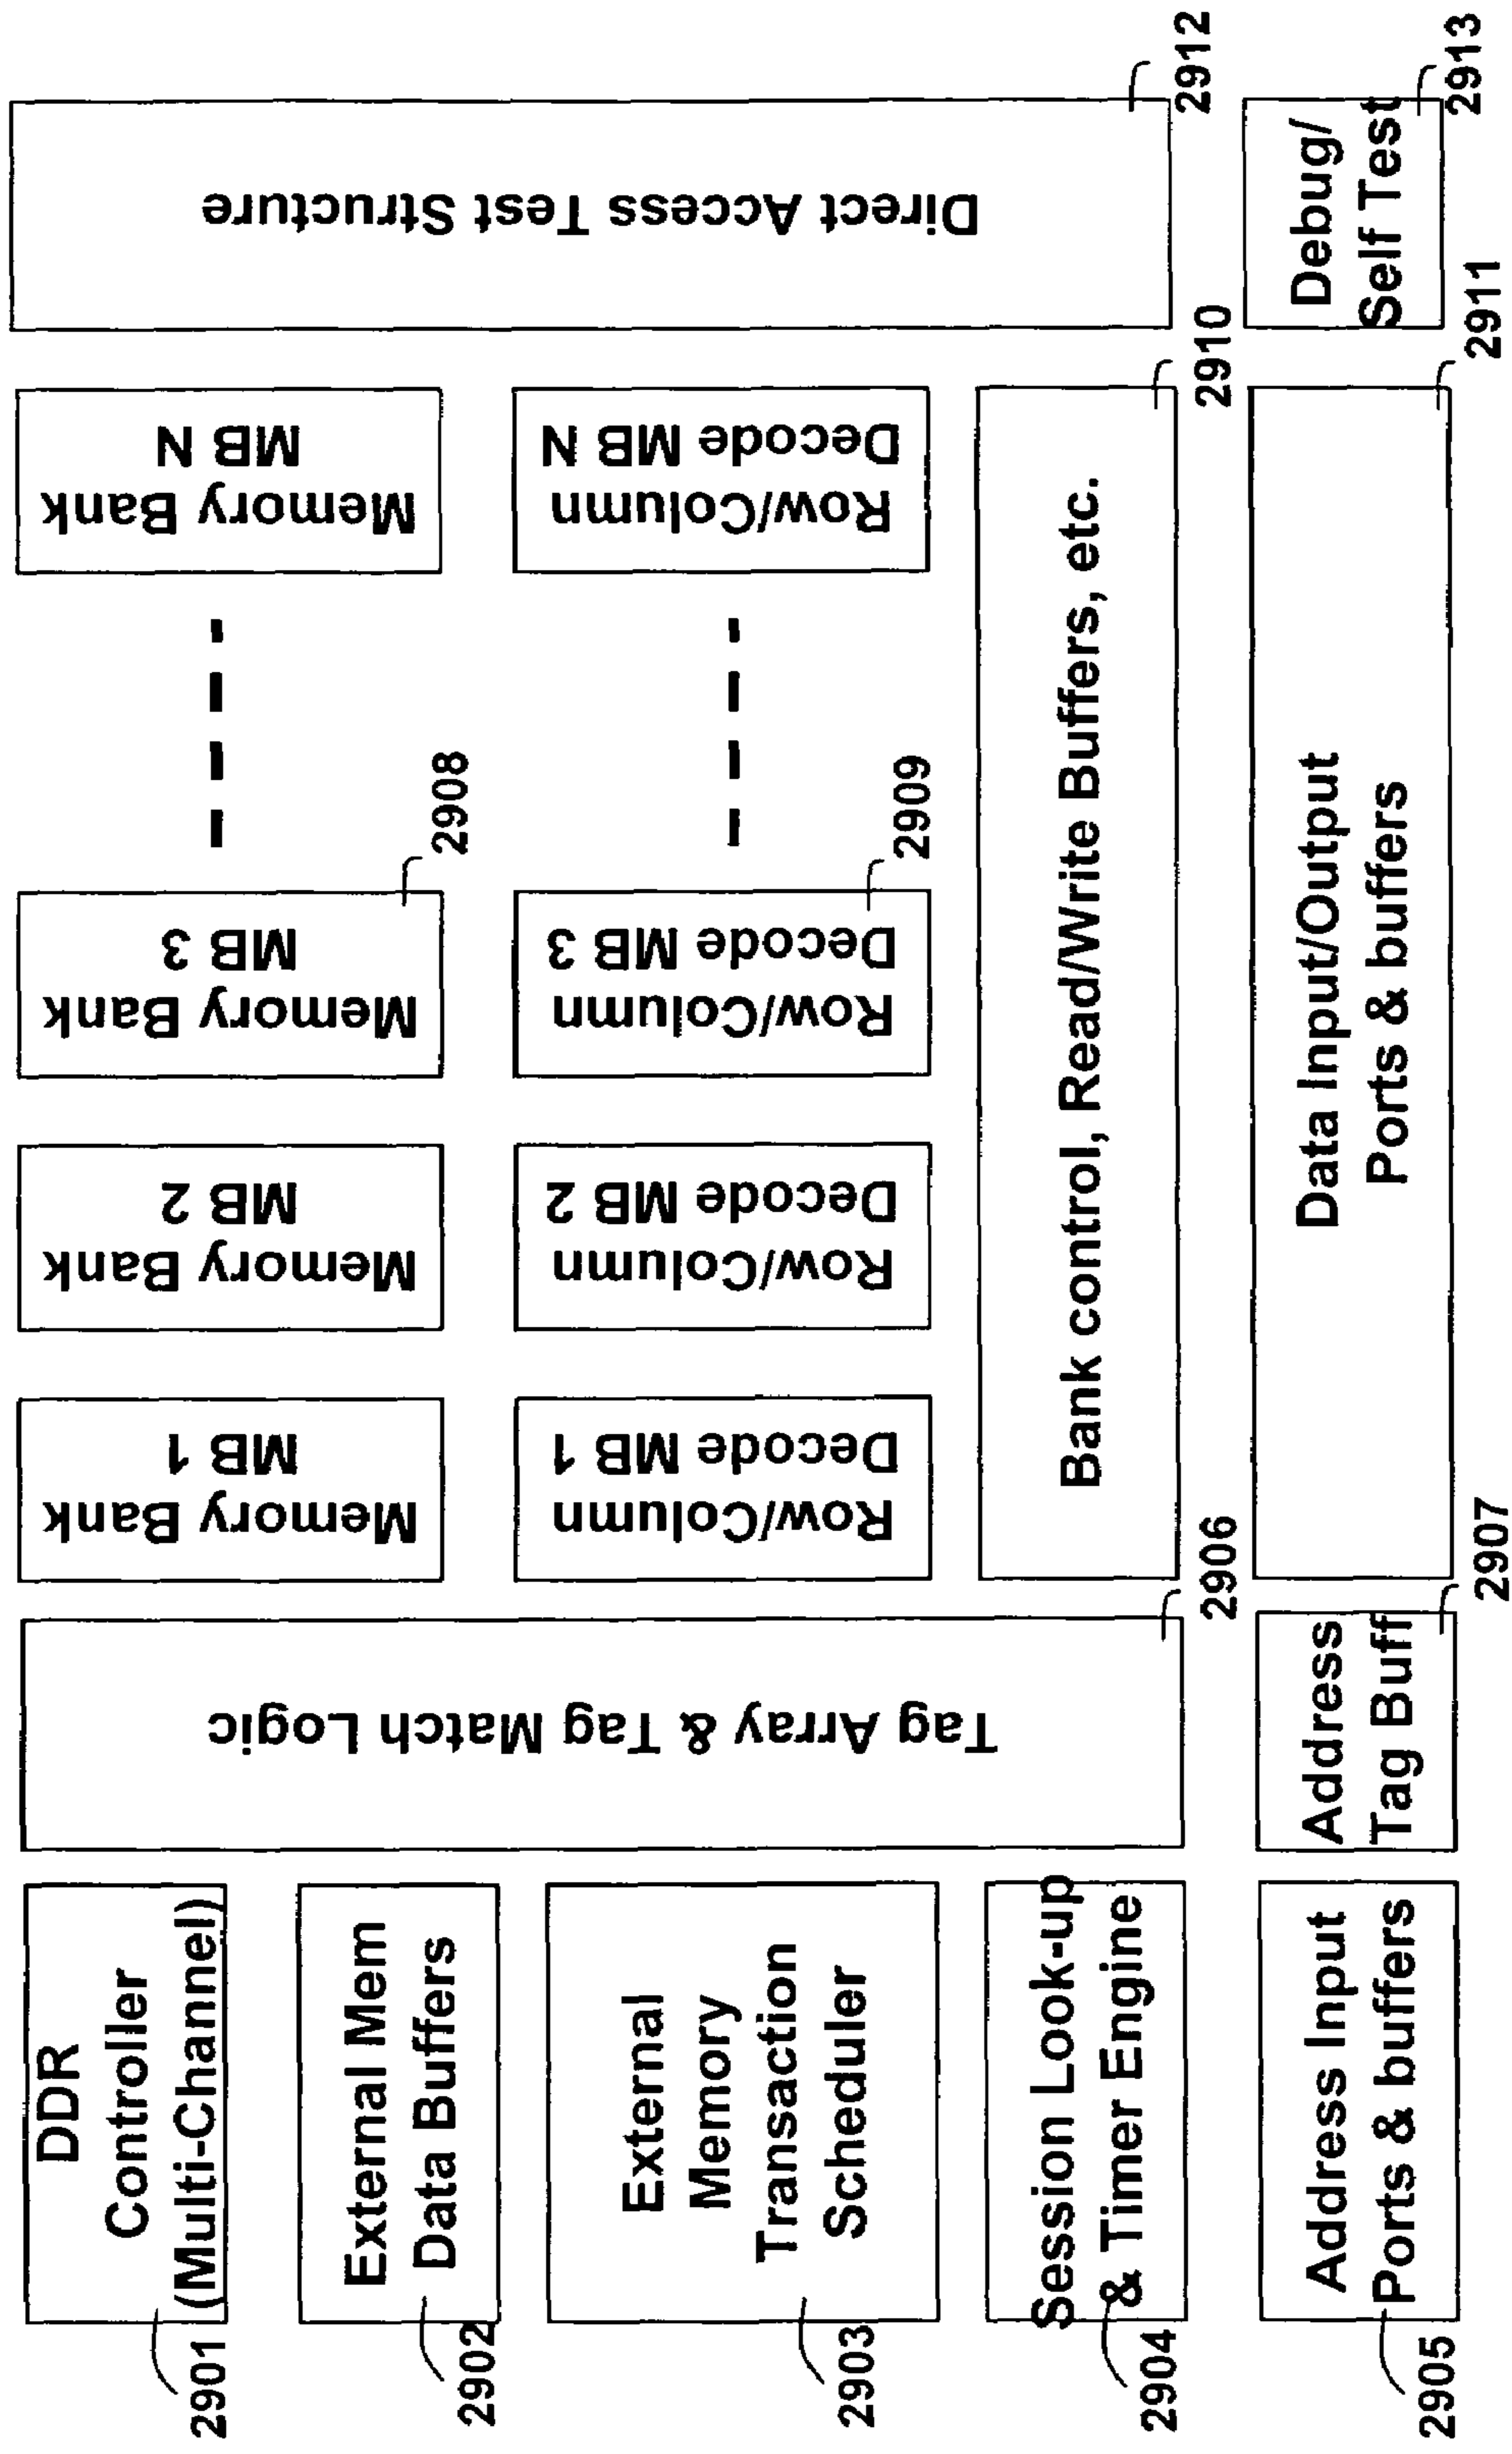 DDR
Controller
(Multi-Channel)
2901
External Mem
Data Buffers
2902
External
Memory
Transaction
Scheduler
2903
Session Look-up
& Timer Engine
2904
Address Input
Ports & buffers
2905
Tag Array & Tag Match Logic
2906
Address
Tag Buff
2907
Memory Bank
MB 1
Memory Bank
MB 2
Memory Bank
MB 3
2908
Memory Bank
MB N
Row/Column
Decode MB 1
Row/Column
Decode MB 2
Row/Column
Decode MB 3
2909
Row/Column
Decode MB N
Bank control, Read/Write Buffers, etc.
2910
Data Input/Output
Ports & buffers
2911
Direct Access Test Structure
2912
Debug/
Self Test
2913